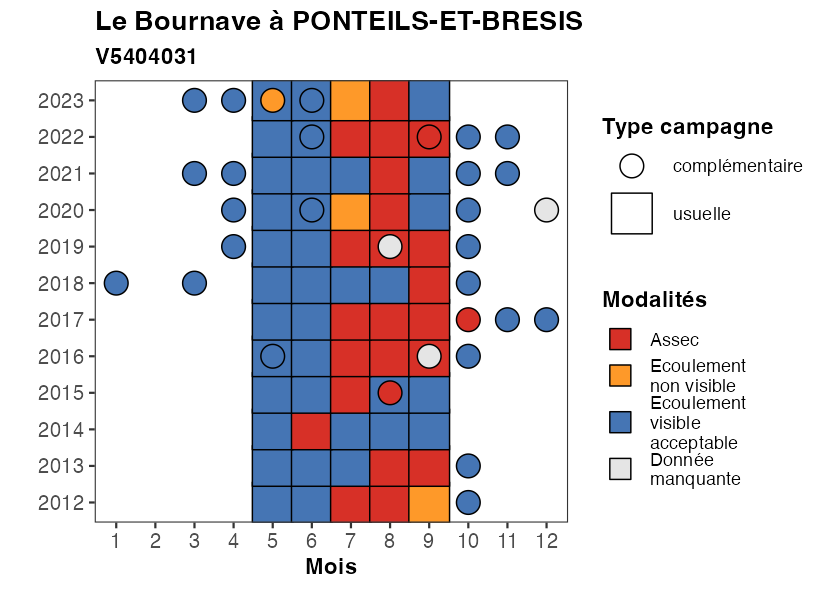 Le Bournave à PONTEILS-ET-BRESIS
V5404031
2023
2022
2021
2020
2019
2018
2017
2016
2015
2014
2013
2012
1 2 3 4 5 6 7 8 9 10 11 12
Mois
Type campagne
complémentaire
usuelle
Modalités
Assec
Ecoulement
non visible
Ecoulement
visible
acceptable
Donnée
manquante